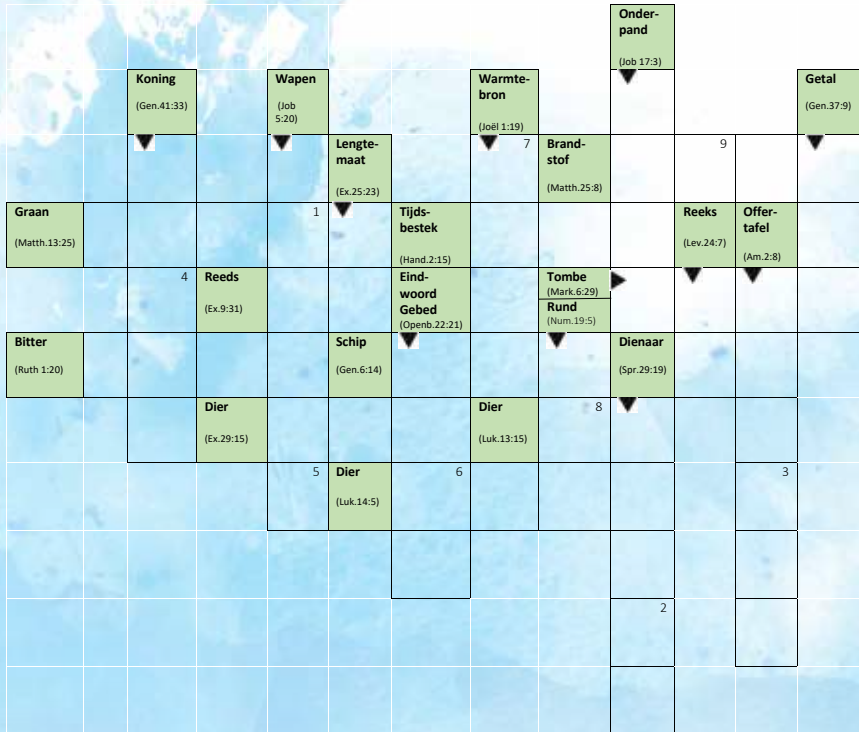 Onder-
pand
(Job 17:3)
Koning
(Gen.41:33)
Wapen
(Job
5:20)
Warmte-
bron
(Joël 1:19)
Getal
(Gen.37:9)
Lengte-
maat
(Ex.25:23)
7
Brand-
stof
(Matth.25:8)
9
Graan
(Matth.13:25)
1
Tijds-
bestek
(Hand.2:15)
Reeks
(Lev.24:7)
Offer-
tafel
(Am.2:8)
4
Reeds
(Ex.9:31)
Eind-
woord
Gebed
(Openb.22:21)
Tombe
(Mark.6:29)
Rund
(Num.19:5)
Bitter
(Ruth 1:20)
Schip
(Gen.6:14)
Dienaar
(Spr.29:19)
Dier
(Ex.29:15)
Dier
(Luk.13:15)
8
5
Dier
(Luk.14:5)
6
3
2